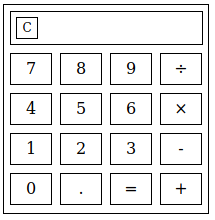 C
7 8 9 ÷
4 5 6 ×
1 2 3 -
0 . = +